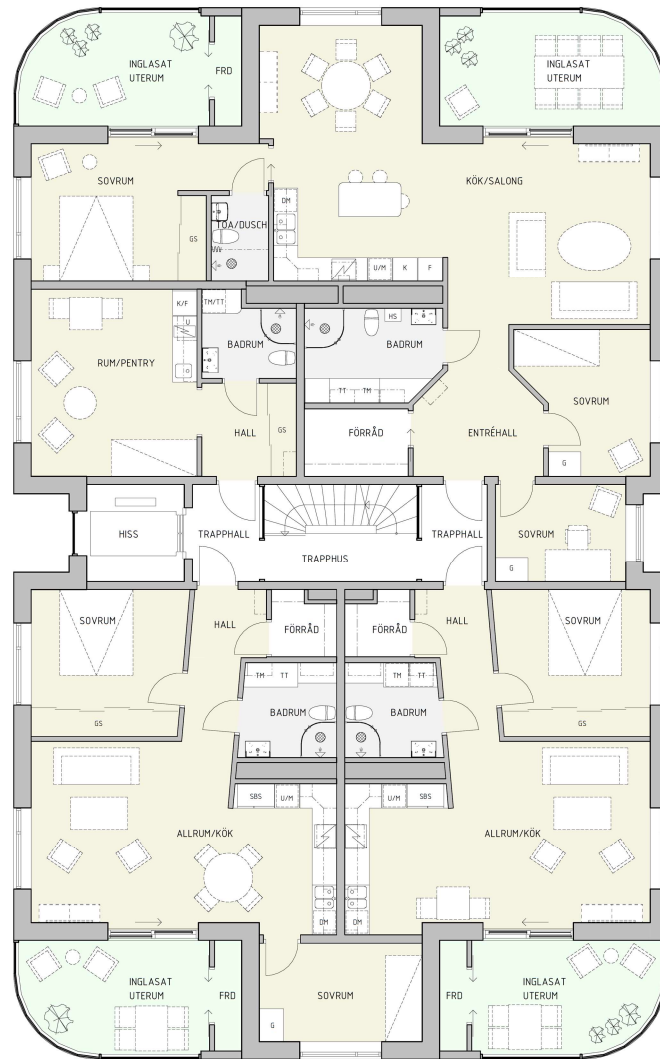 INGLASAT
UTERUM
FRD
INGLASAT
UTERUM
SOVRUM
KÖK/SALONG
DM
TOA/DUSCH
GS
U/M
K
F
K/F
U
TM/TT
HS
RUM/PENTRY
BADRUM
BADRUM
TT
TM
SOVRUM
HALL
GS
FÖRRÅD
ENTRÉHALL
G
HISS
TRAPPHALL
TRAPPHUS
TRAPPHALL
SOVRUM
G
SOVRUM
HALL
FÖRRÅD
FÖRRÅD
HALL
SOVRUM
TM
TT
TM
TT
BADRUM
BADRUM
GS
GS
SBS
U/M
U/M
SBS
ALLRUM/KÖK
ALLRUM/KÖK
DM
DM
INGLASAT
UTERUM
FRD
SOVRUM
G
FRD
INGLASAT
UTERUM